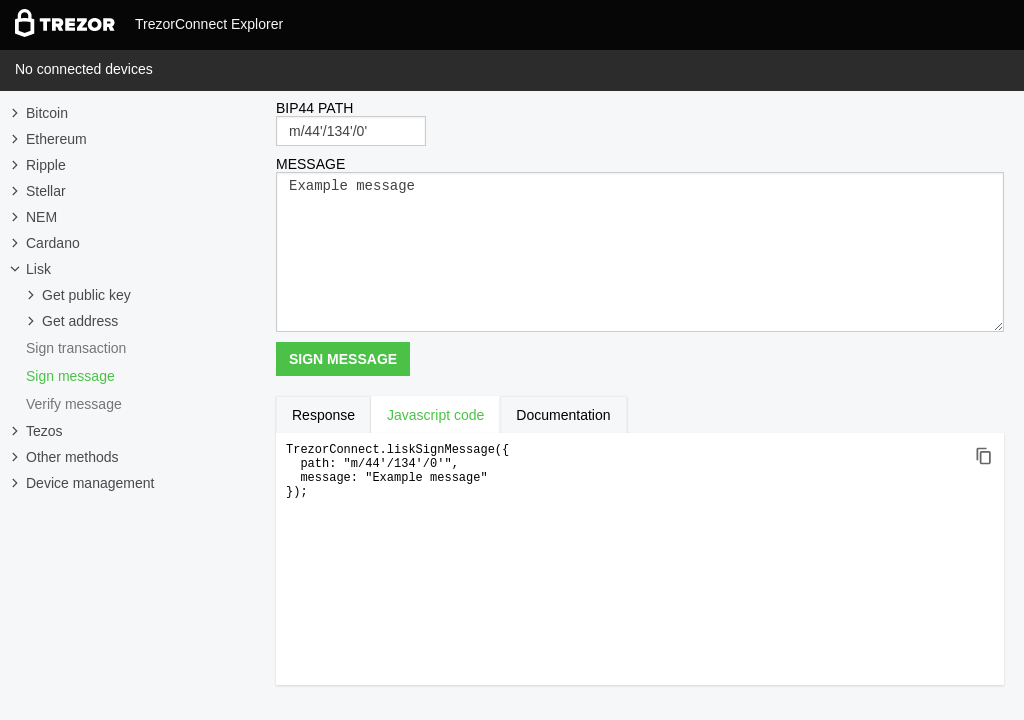 TREZOR TrezorConnect Explorer
No connected devices
Bitcoin
Ethereum
Ripple
Stellar
NEM
Cardano
Lisk
Get public key
Get address
Sign transaction
Sign message
Verify message
Tezos
Other methods
Device management
BIP44 PATH
m/44'/134'/0'
MESSAGE
Example message
SIGN MESSAGE
Response Javascript code Documentation
TrezorConnect.liskSignMessage({
  path: "m/44'/134'/0'",
  message: "Example message"
});